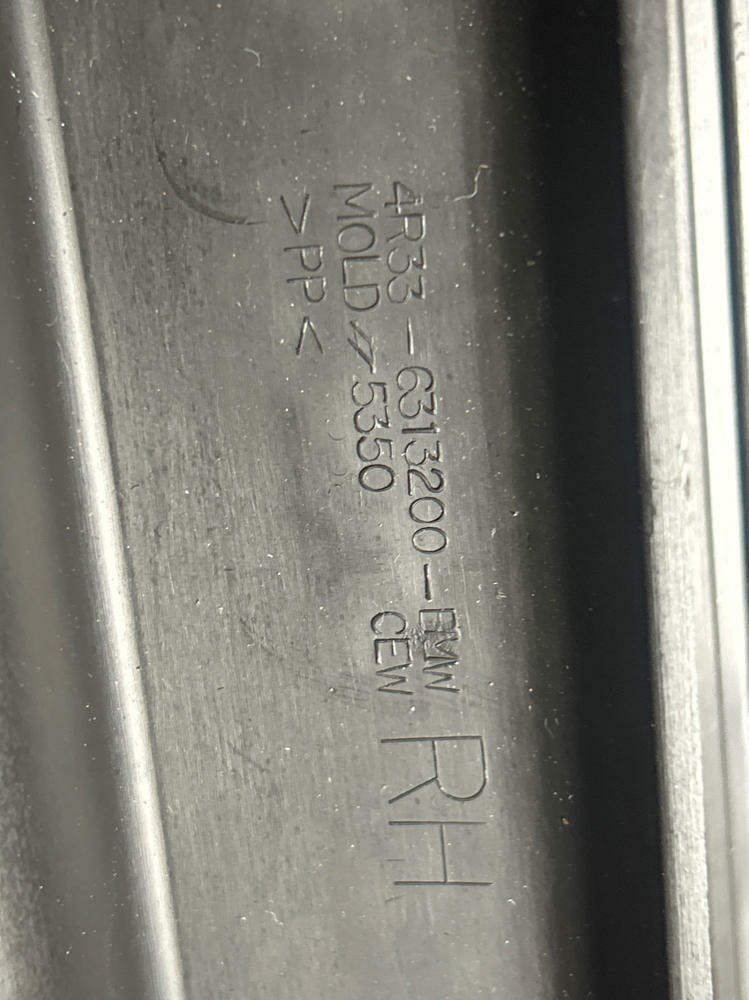 4R33-6313200-BMW
MOLD # 5350 CEW
>PP<
RH